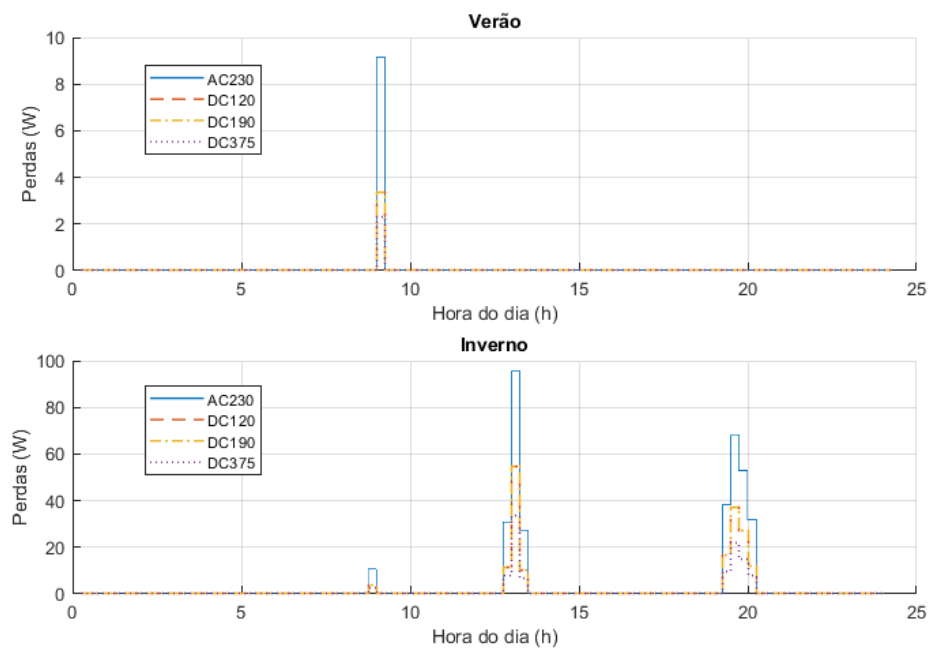 Verão
Perdas (W)
10
8
6
4
2
0
AC230
DC120
DC190
DC375
0 5 10 15 20 25
Hora do dia (h)
Inverno
Perdas (W)
100
80
60
40
20
0
AC230
DC120
DC190
DC375
0 5 10 15 20 25
Hora do dia (h)